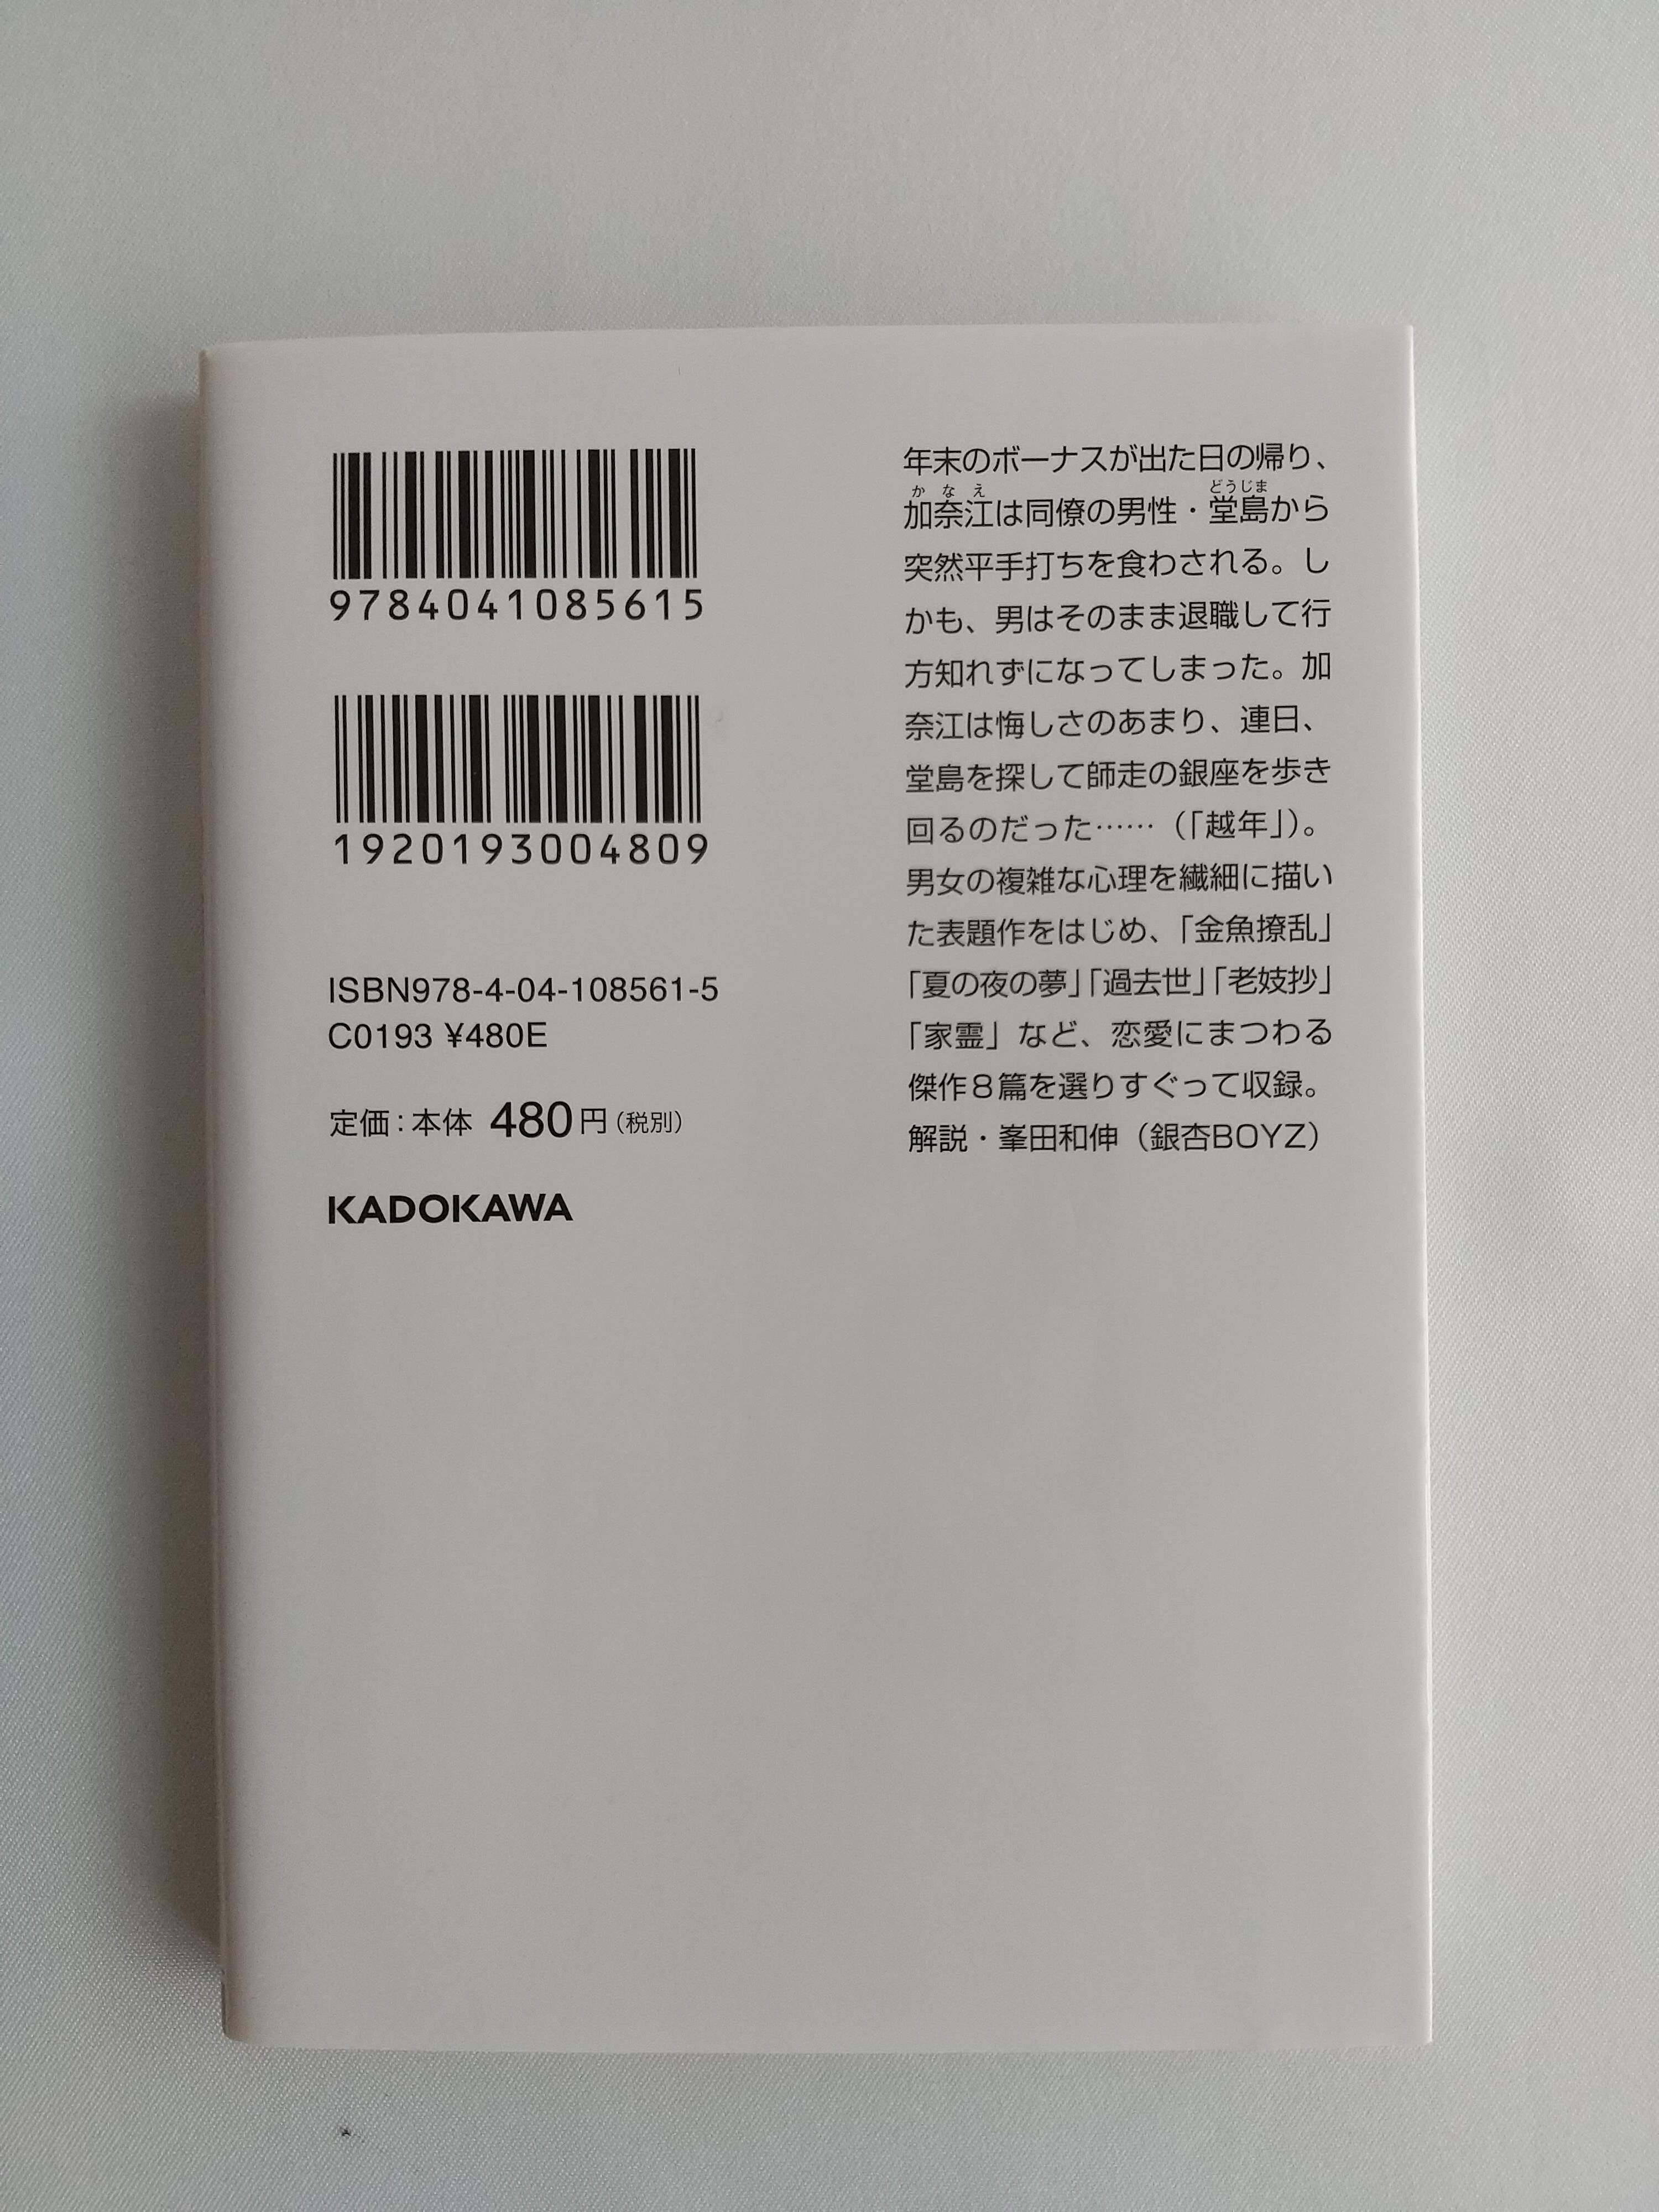 9784041085615
1920193004809
ISBN978-4-04-108561-5
C0193 ¥480E
定価:本体 480円(税別)
KADOKAWA
年末のボーナスが出た日の帰り、
かなえ どうじま
加奈江は同僚の男性・堂島から
突然平手打ちを食わされる。し
かも、男はそのまま退職して行
方知れずになってしまった。加
奈江は悔しさのあまり、連日、
堂島を探して師走の銀座を歩き
回るのだった……(「越年」)。
男女の複雑な心理を繊細に描い
た表題作をはじめ、「金魚撩乱」
「夏の夜の夢」「過去世」「老妓抄」
「家霊」など、恋愛にまつわる
傑作8篇を選りすぐって収録。
解説・峯田和伸(銀杏BOYZ)